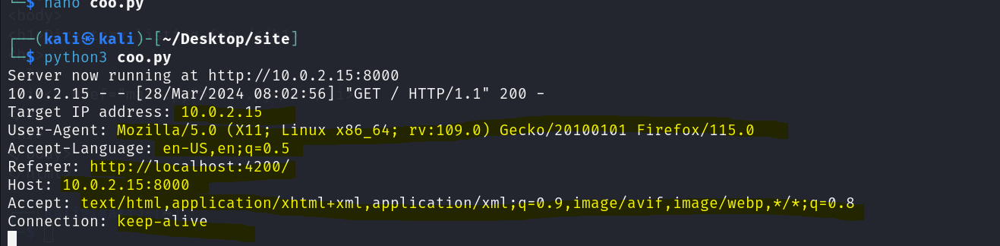 └─$ nano coo.py
<body>
┌──(kali㉿kali)-[~/Desktop/site]
└─$ python3 coo.py
Server now running at http://10.0.2.15:8000
10.0.2.15 - - [28/Mar/2024 08:02:56] "GET / HTTP/1.1" 200 -
Target IP address: 10.0.2.15
User-Agent: Mozilla/5.0 (X11; Linux x86_64; rv:109.0) Gecko/20100101 Firefox/115.0
Accept-Language: en-US,en;q=0.5
Referer: http://localhost:4200/
Host: 10.0.2.15:8000
Accept: text/html,application/xhtml+xml,application/xml;q=0.9,image/avif,image/webp,*/*;q=0.8
Connection: keep-alive